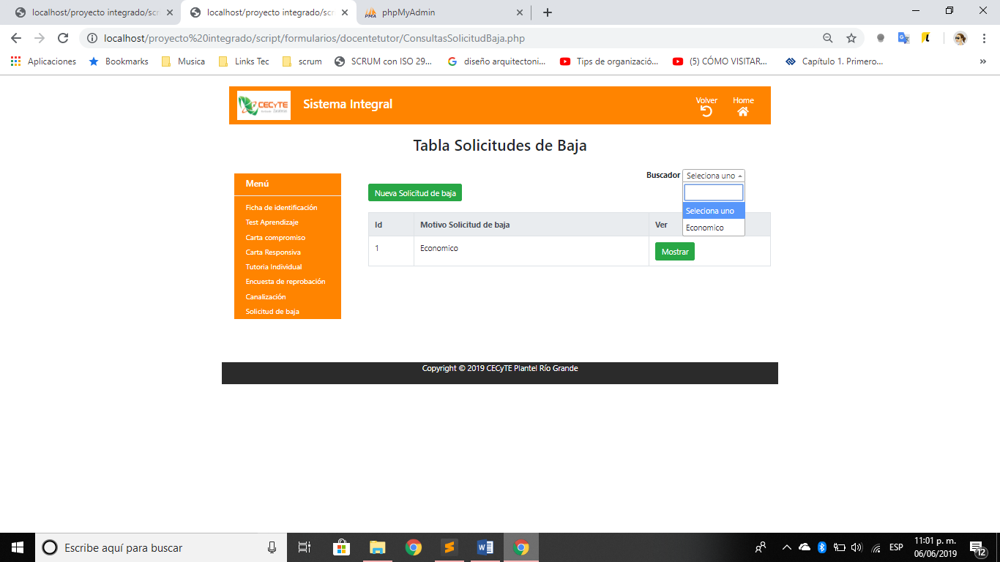 localhost/proyecto integrado/scr
localhost/proyecto integrado/scr
phpMyAdmin
localhost/proyecto%20integrado/script/formularios/docentetutor/ConsultasSolicitudBaja.php
Aplicaciones
Bookmarks
Musica
Links Tec
scrum
SCRUM con ISO 29...
diseño arquitectoni...
Tips de organizació...
(5) CÓMO VISITAR...
Capítulo 1. Primero...
»
CECyTE
Sistema Integral
Volver
Home
Tabla Solicitudes de Baja
Buscador
Seleciona uno
Seleciona uno
Economico
Menú
Ficha de identificación
Test Aprendizaje
Carta compromiso
Carta Responsiva
Tutoria Individual
Encuesta de reprobación
Canalización
Solicitud de baja
Nueva Solicitud de baja
Id
Motivo Solicitud de baja
Ver
1
Economico
Mostrar
Copyright © 2019 CECyTE Plantel Río Grande
Escribe aquí para buscar
ESP
11:01 p. m.
06/06/2019
12